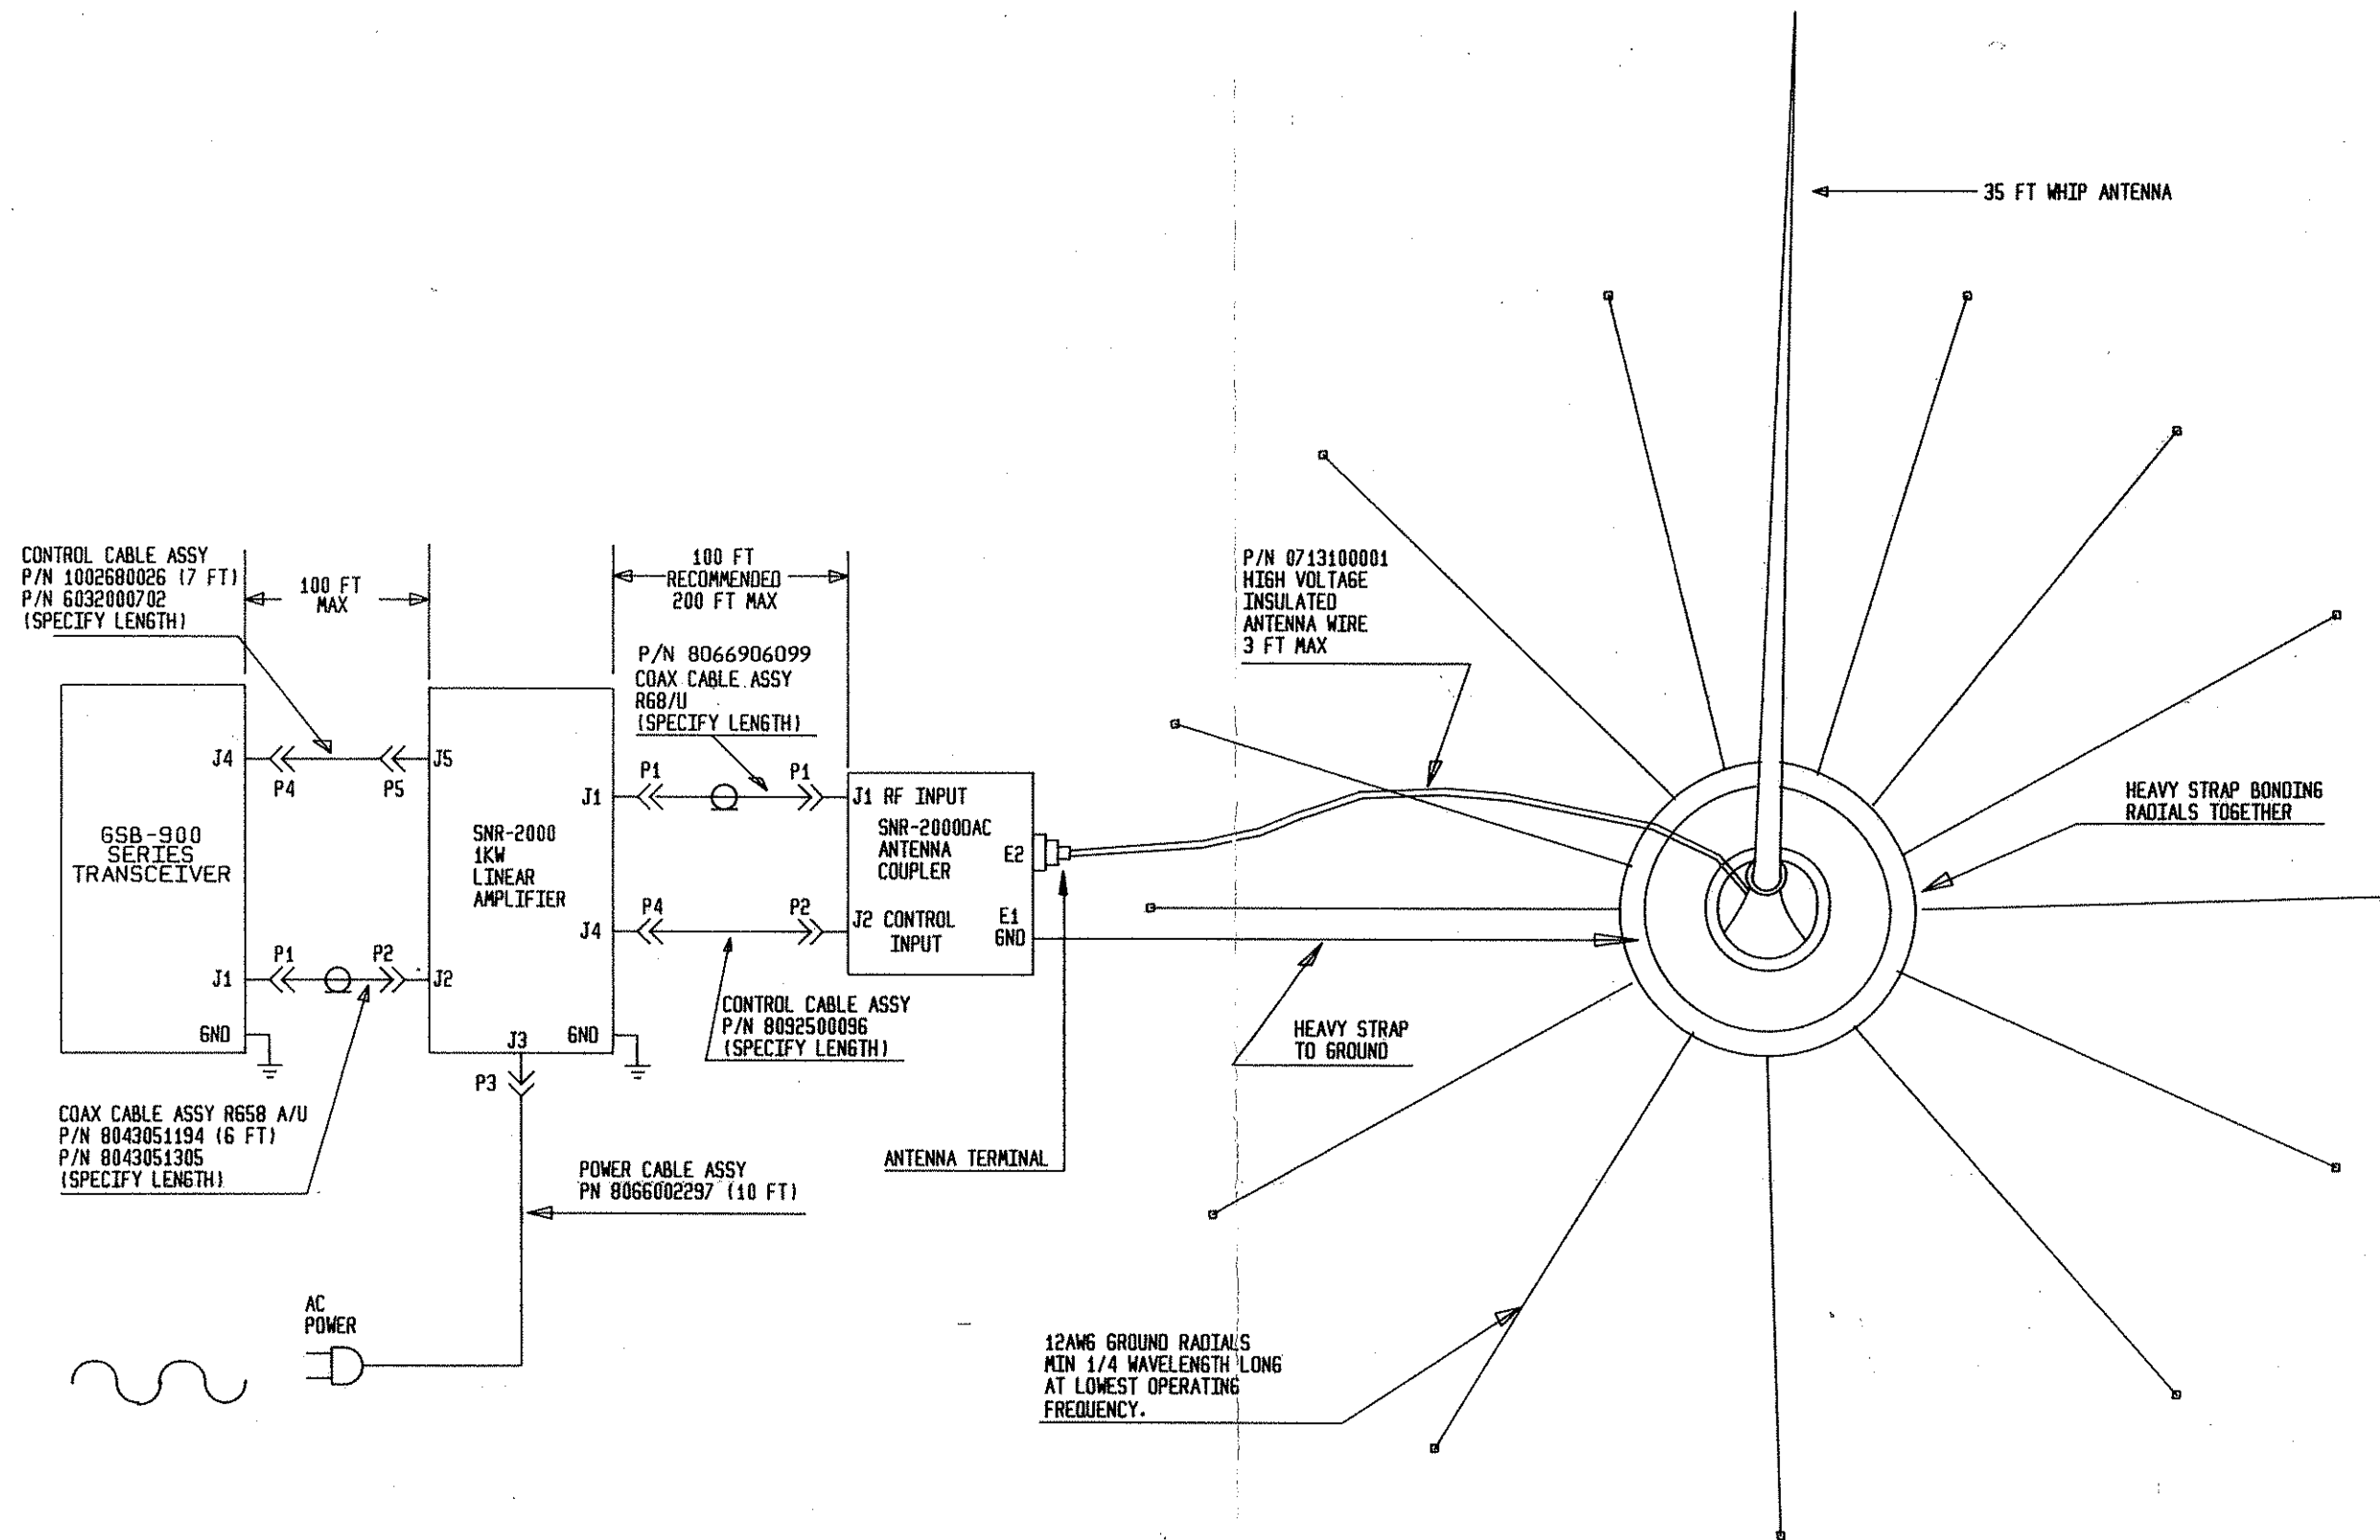 35 FT WHIP ANTENNA
CONTROL CABLE ASSY
P/N 1002680026 (7 FT)
P/N 6032000702
(SPECIFY LENGTH)
100 FT
MAX
100 FT
RECOMMENDED
200 FT MAX
P/N 8066906099
COAX CABLE ASSY
RG8/U
(SPECIFY LENGTH)
P/N 0713100001
HIGH VOLTAGE
INSULATED
ANTENNA WIRE
3 FT MAX
HEAVY STRAP BONDING
RADIALS TOGETHER
J4
P4
P5
J5
GSB-900
SERIES
TRANSCEIVER
J1
P1
P2
J2
GND
SNR-2000
1KW
LINEAR
AMPLIFIER
J1
P1
P1
J4
P4
P2
J3
GND
P3
J1 RF INPUT
SNR-2000DAC
ANTENNA
COUPLER
E2
J2 CONTROL
INPUT
E1
GND
CONTROL CABLE ASSY
P/N 8092500096
(SPECIFY LENGTH)
HEAVY STRAP
TO GROUND
COAX CABLE ASSY RG58 A/U
P/N 8043051194 (6 FT)
P/N 8043051305
(SPECIFY LENGTH)
POWER CABLE ASSY
PN 8066002297 (10 FT)
ANTENNA TERMINAL
AC
POWER
12AWG GROUND RADIALS
MIN 1/4 WAVELENGTH LONG
AT LOWEST OPERATING
FREQUENCY.